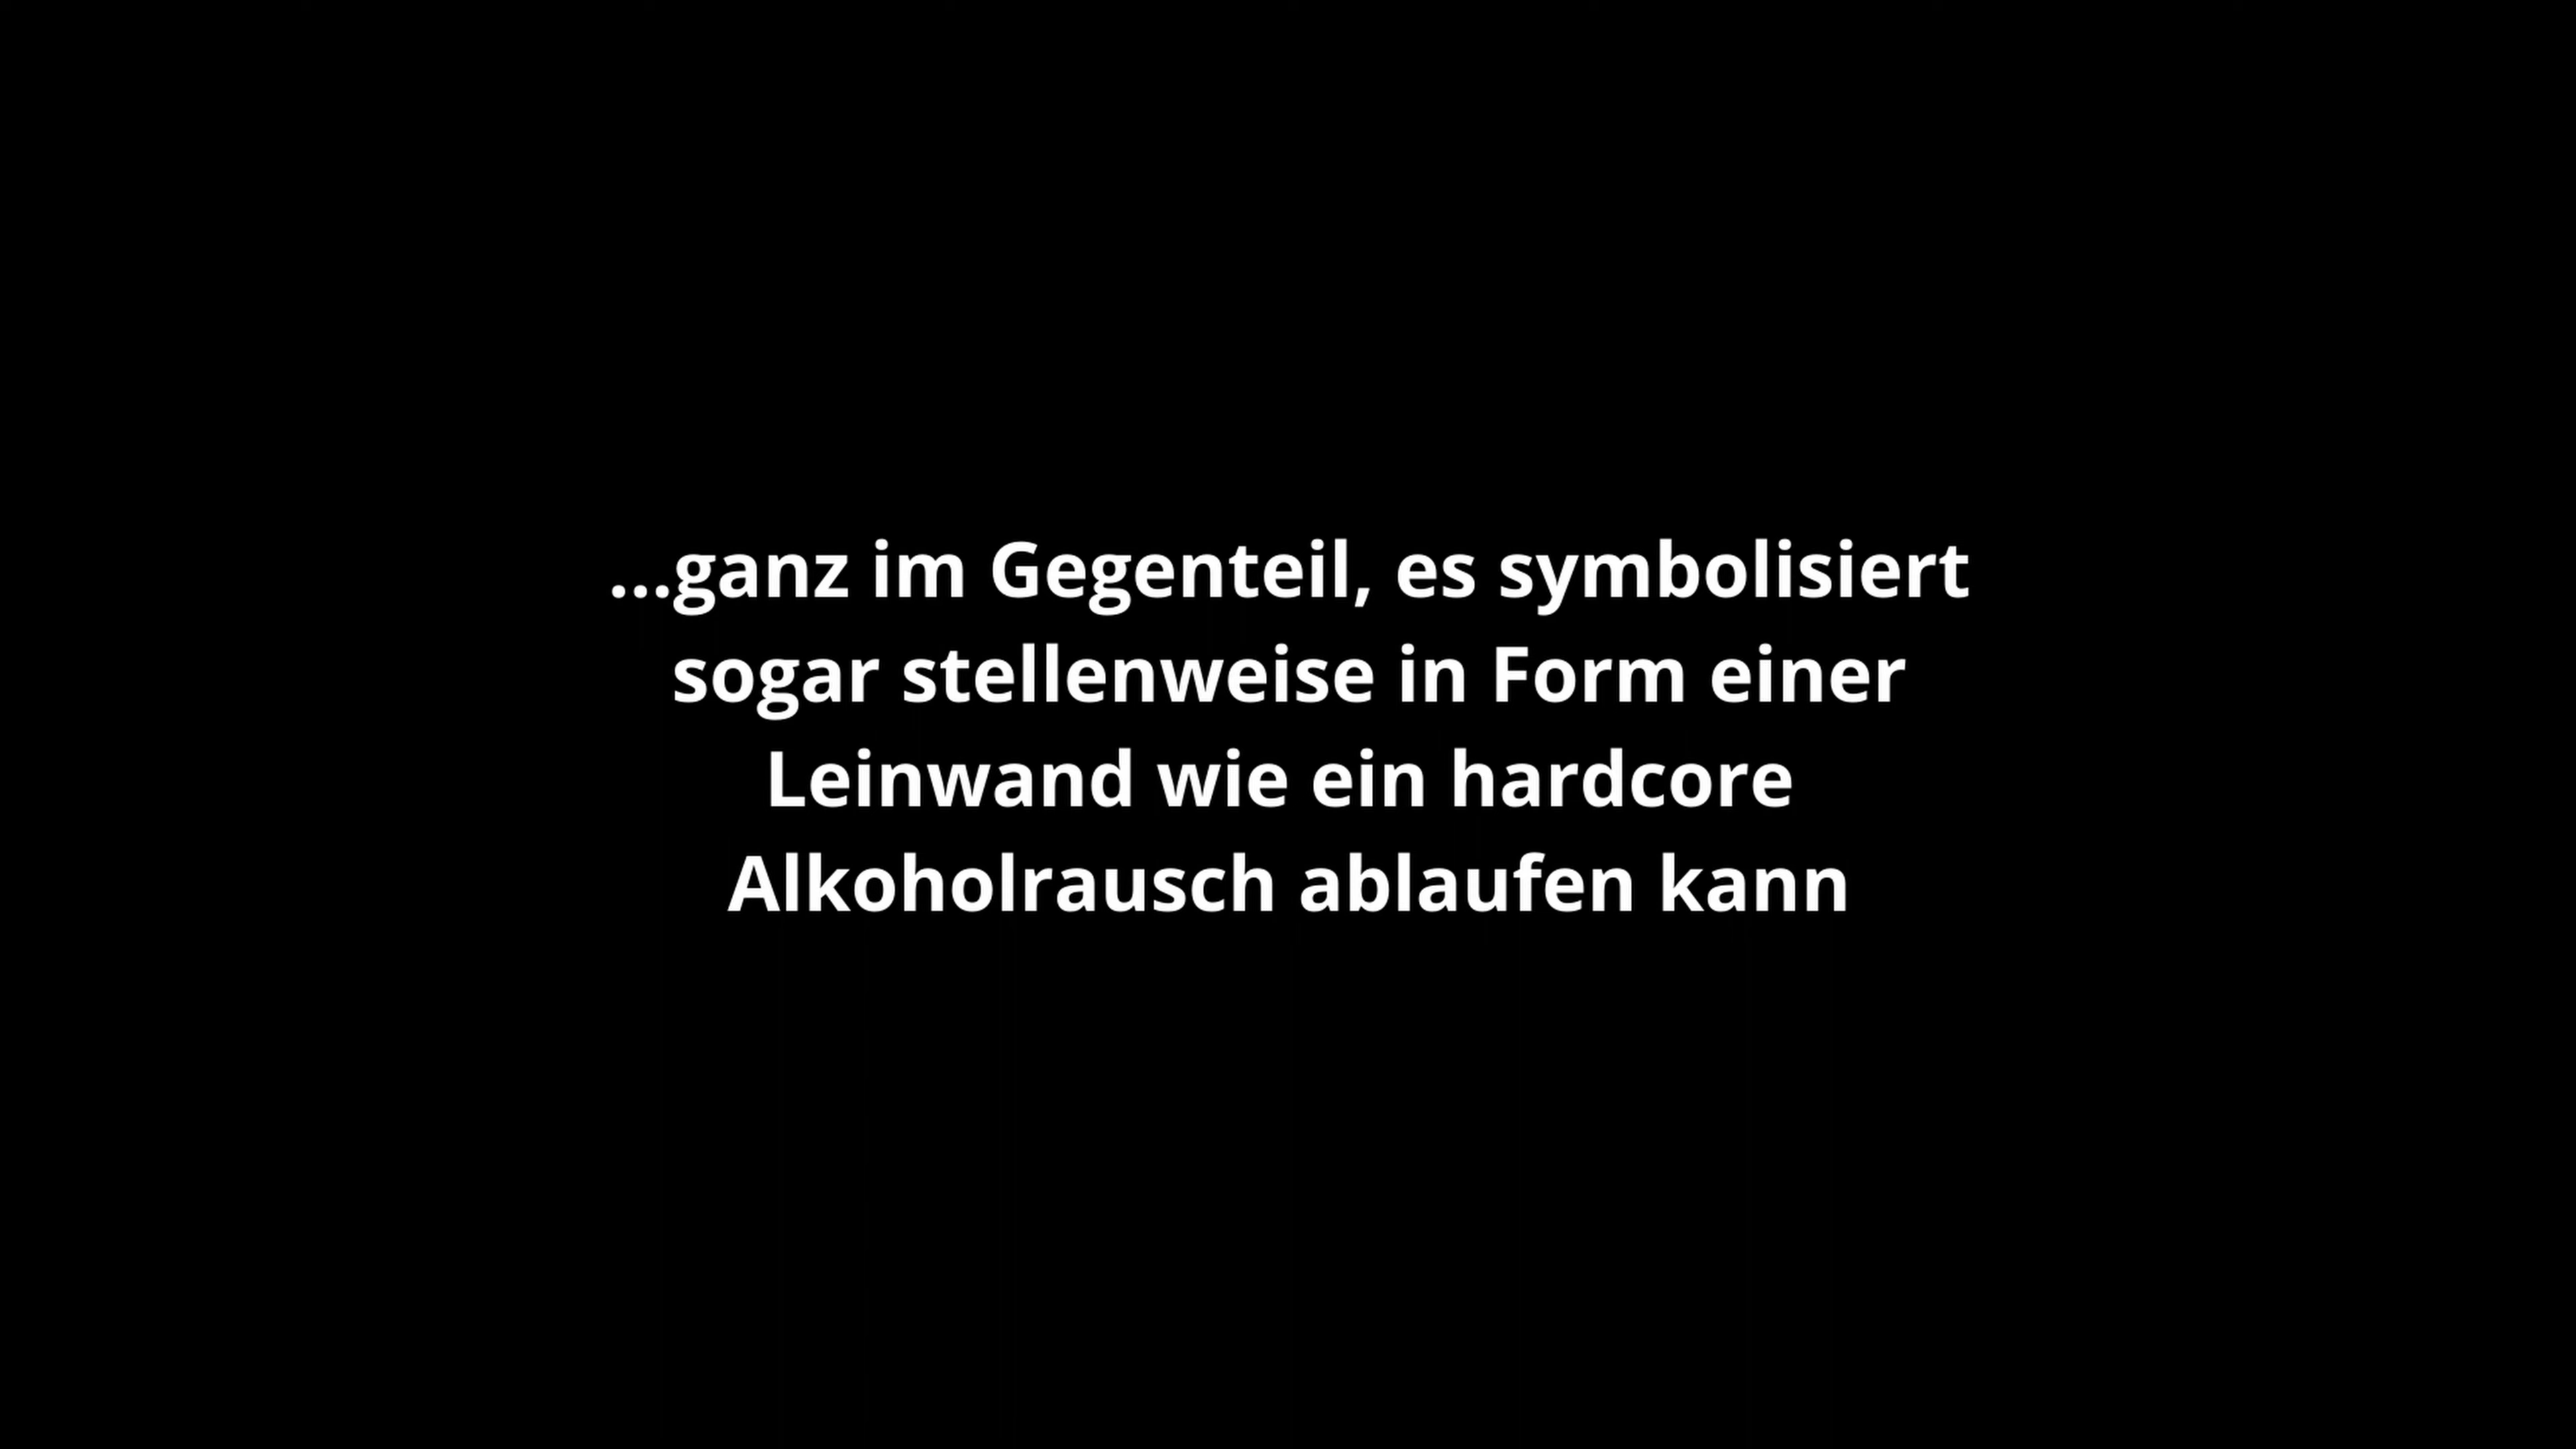 ...ganz im Gegenteil, es symbolisiert
sogar stellenweise in Form einer
Leinwand wie ein hardcore
Alkoholrausch ablaufen kann